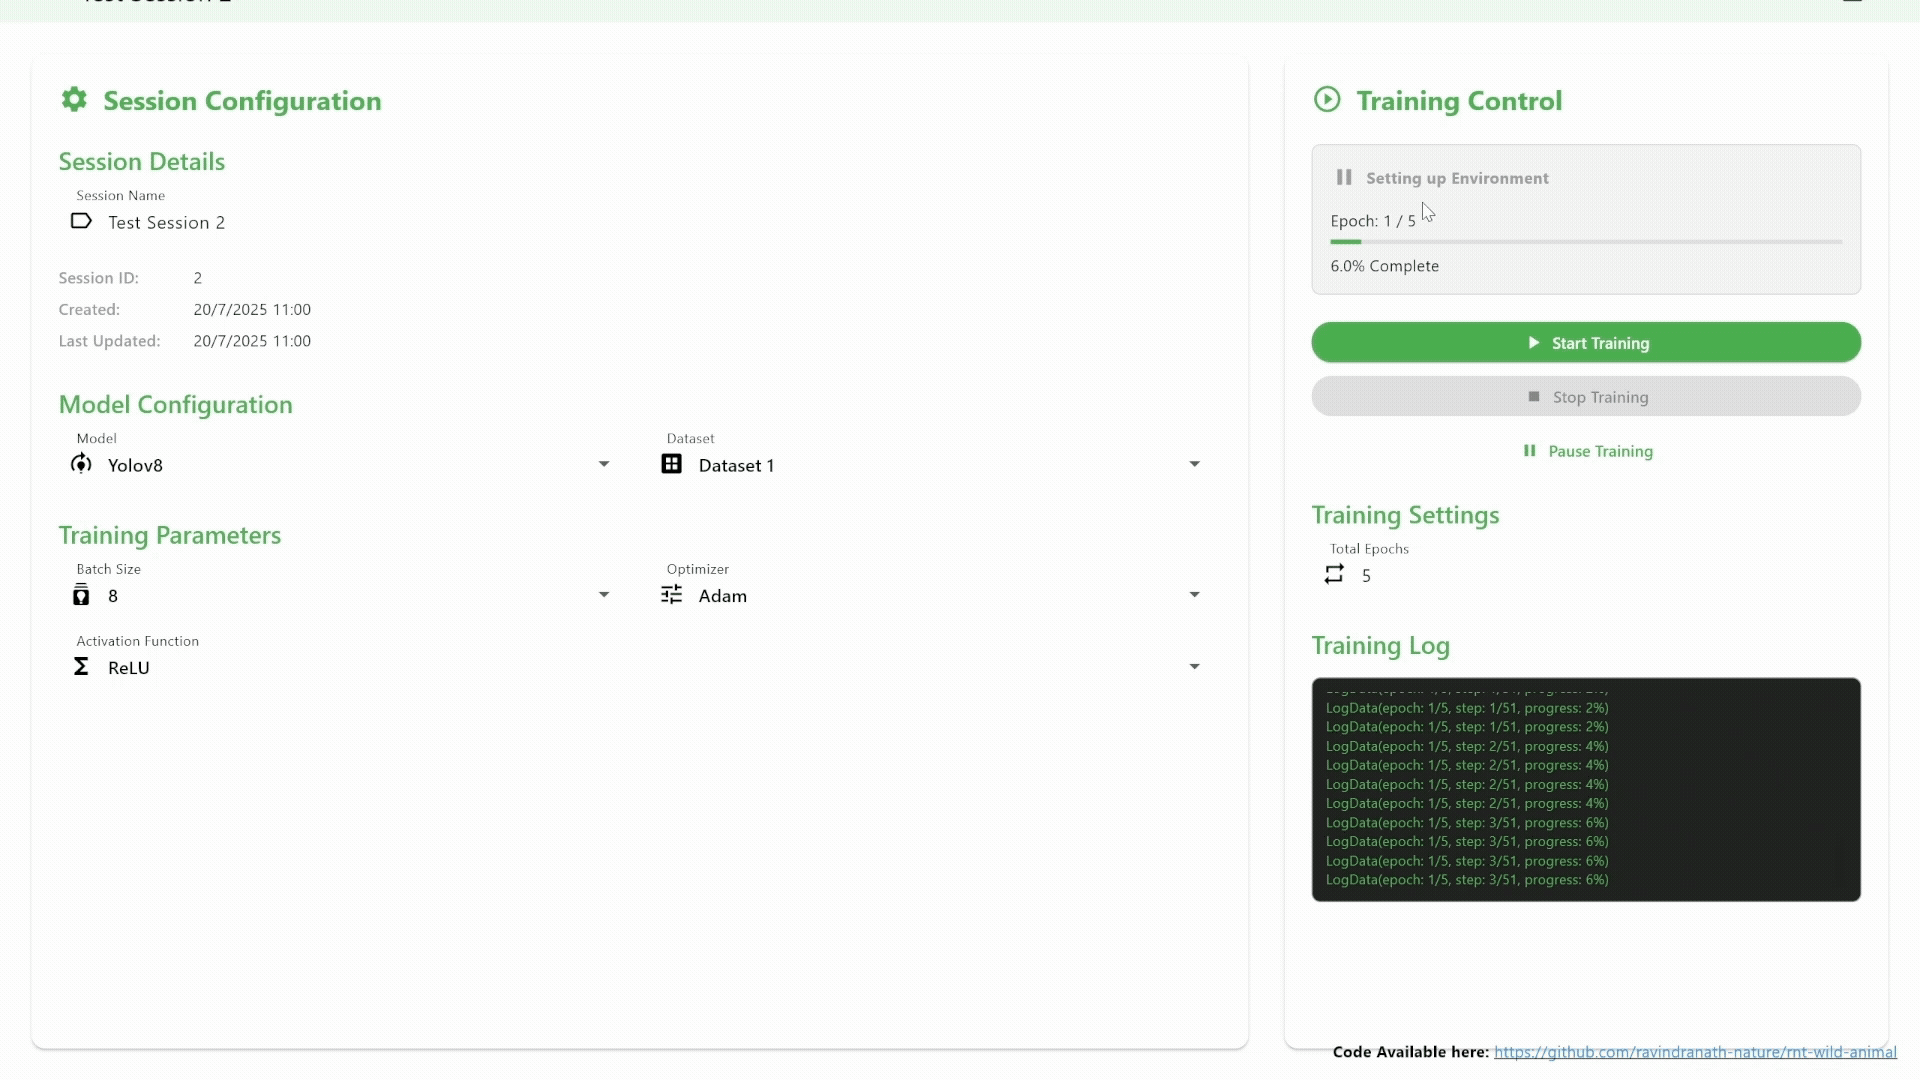 Session Configuration
Session Details
Session Name
Test Session 2
Session ID: 2
Created: 20/7/2025 11:00
Last Updated: 20/7/2025 11:00
Model Configuration
Model
Yolov8
Dataset
Dataset 1
Training Parameters
Batch Size
8
Optimizer
Adam
Activation Function
ReLU
Training Control
Setting up Environment
Epoch: 1 / 5
6.0% Complete
Start Training
Stop Training
Pause Training
Training Settings
Total Epochs
5
Training Log
LogData(epoch: 1/5, step: 1/51, progress: 2%)
LogData(epoch: 1/5, step: 1/51, progress: 2%)
LogData(epoch: 1/5, step: 2/51, progress: 4%)
LogData(epoch: 1/5, step: 2/51, progress: 4%)
LogData(epoch: 1/5, step: 2/51, progress: 4%)
LogData(epoch: 1/5, step: 2/51, progress: 4%)
LogData(epoch: 1/5, step: 3/51, progress: 6%)
LogData(epoch: 1/5, step: 3/51, progress: 6%)
LogData(epoch: 1/5, step: 3/51, progress: 6%)
LogData(epoch: 1/5, step: 3/51, progress: 6%)
Code Available here: https://github.com/ravindranath-nature/rnt-wild-animal